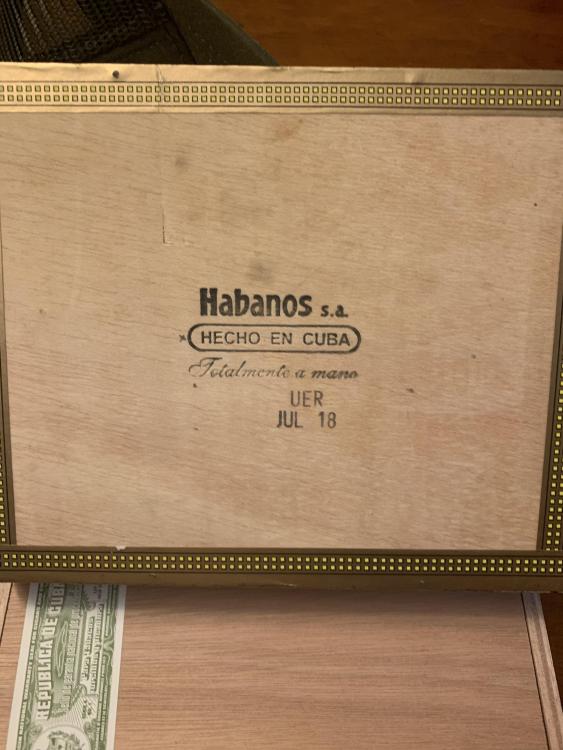 Habanos s.a.
HECHO EN CUBA
Totalmente a mano
UER
JUL 18
REPUBLICA DE CUBA